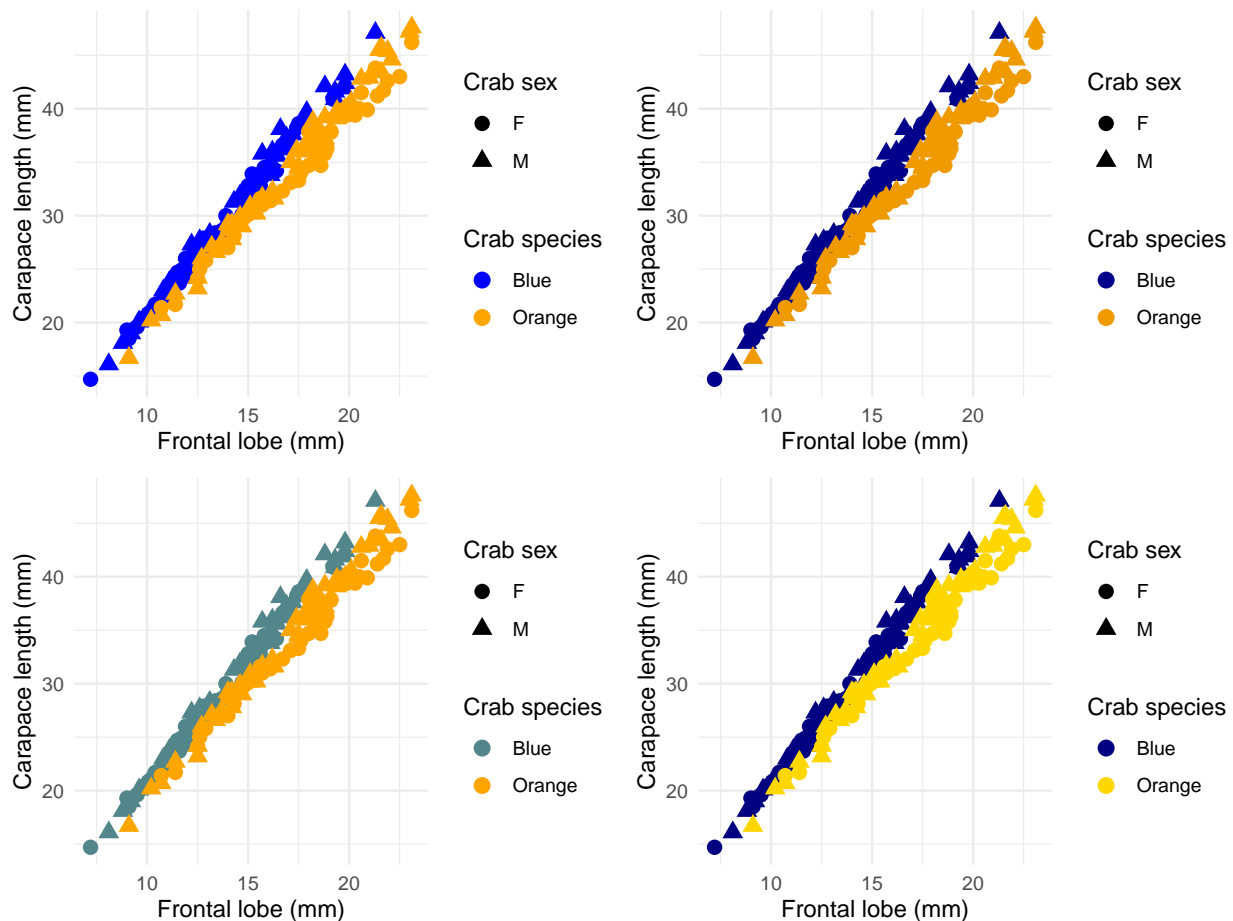 Carapace length (mm)
40
30
20
10
15
20
Frontal lobe (mm)
Crab sex
F
M
Crab species
Blue
Orange
Carapace length (mm)
40
30
20
10
15
20
Frontal lobe (mm)
Crab sex
F
M
Crab species
Blue
Orange
Carapace length (mm)
40
30
20
10
15
20
Frontal lobe (mm)
Crab sex
F
M
Crab species
Blue
Orange
Carapace length (mm)
40
30
20
10
15
20
Frontal lobe (mm)
Crab sex
F
M
Crab species
Blue
Orange